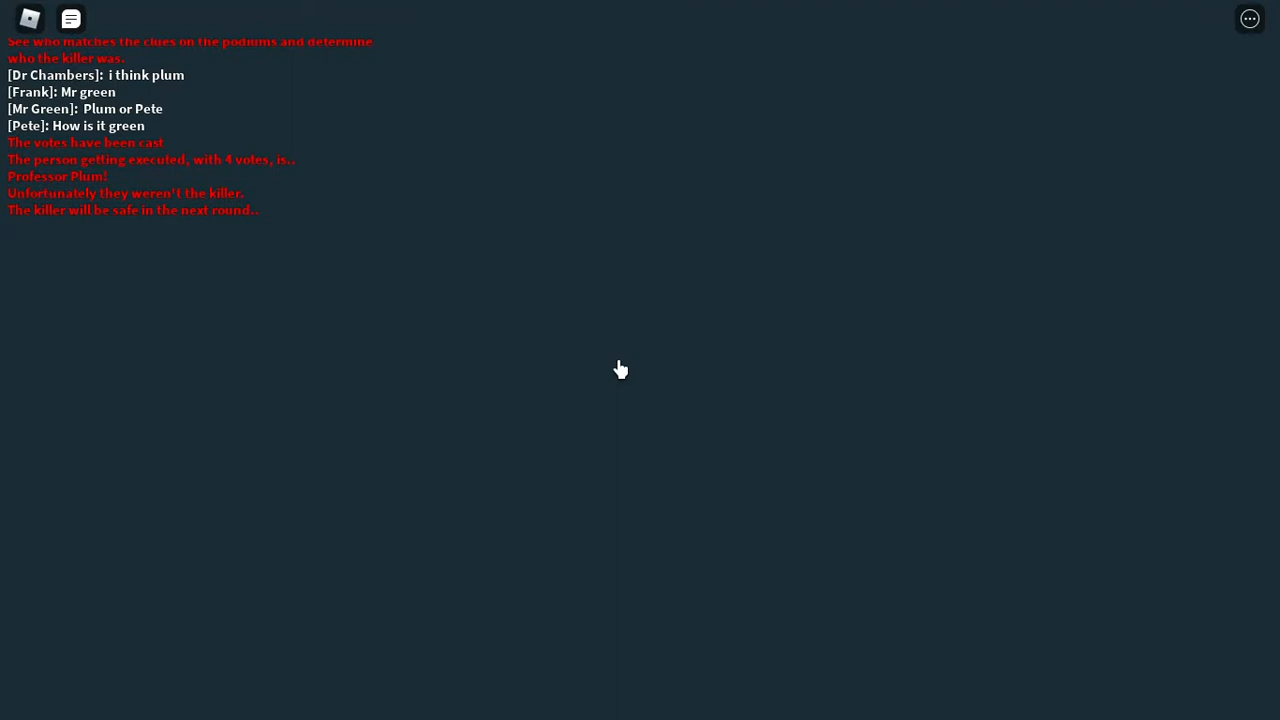 See who matches the clues on the podiums and determine
who the killer was.
[Dr Chambers]: i think plum
[Frank]: Mr green
[Mr Green]: Plum or Pete
[Pete]: How is it green
The votes have been cast
The person getting executed, with 4 votes, is..
Professor Plum!
Unfortunately they weren't the killer.
The killer will be safe in the next round..